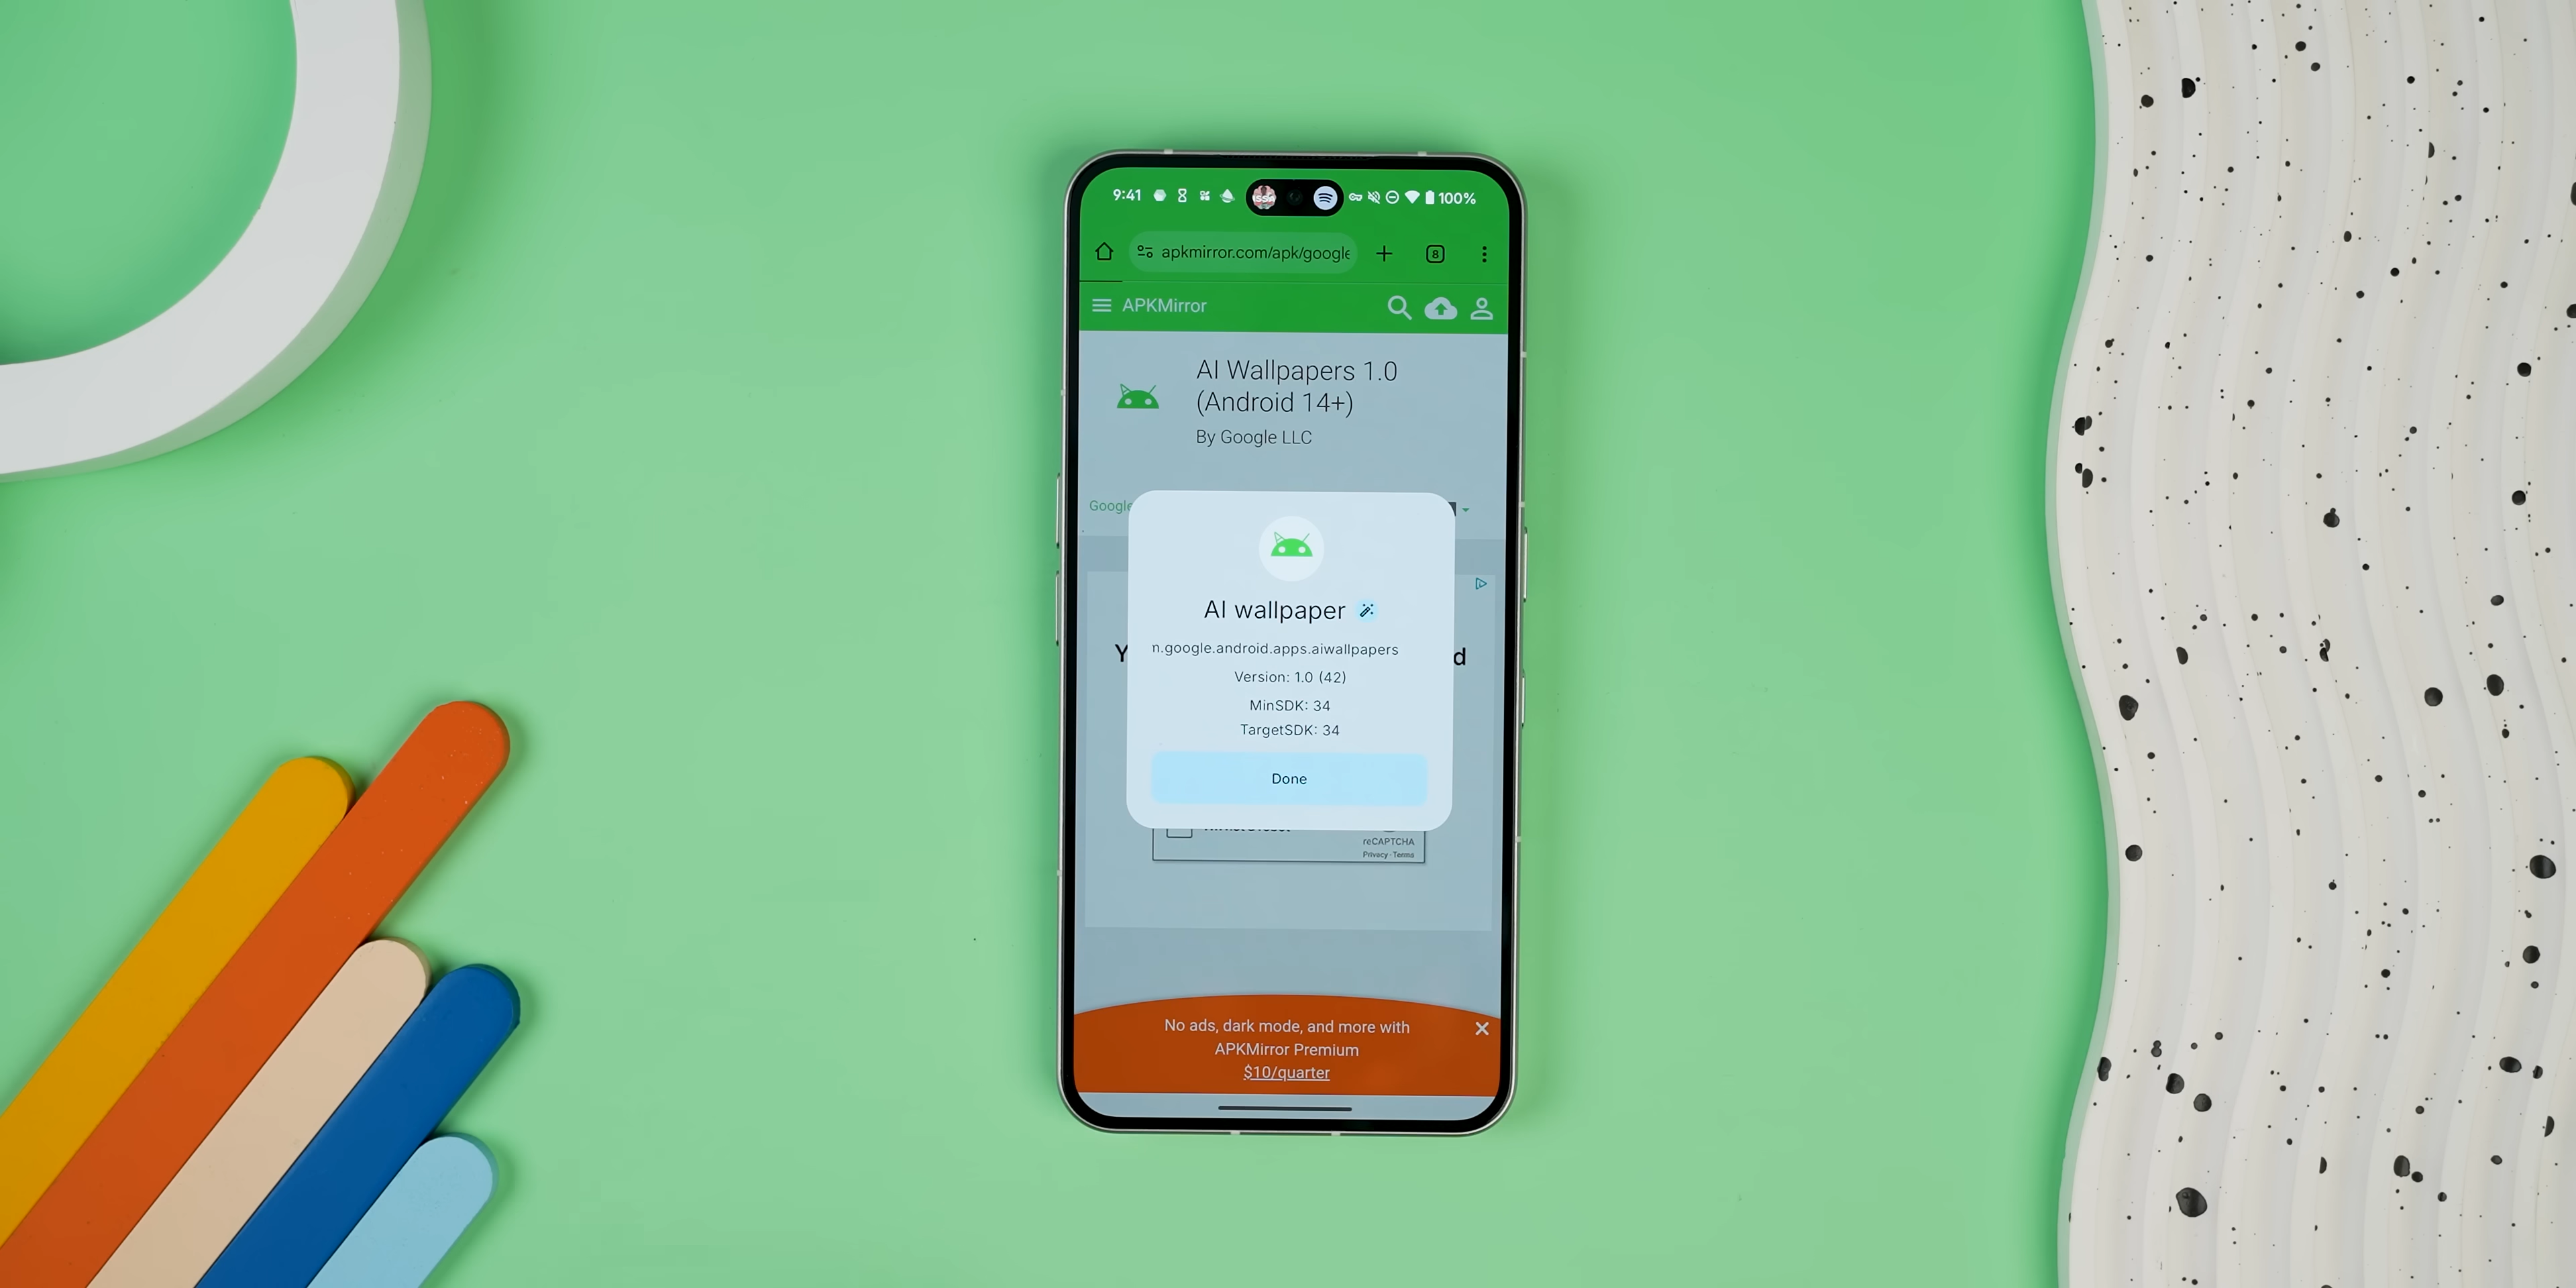 9:41
100%
apkmirror.com/apk/google
8
APKMirror
AI Wallpapers 1.0
(Android 14+)
By Google LLC
Google
AI wallpaper
n.google.android.apps.aiwallpapers
Y
d
Version: 1.0 (42)
MinSDK: 34
TargetSDK: 34
Done
reCAPTCHA
Privacy - Terms
No ads, dark mode, and more with
APKMirror Premium
$10/quarter